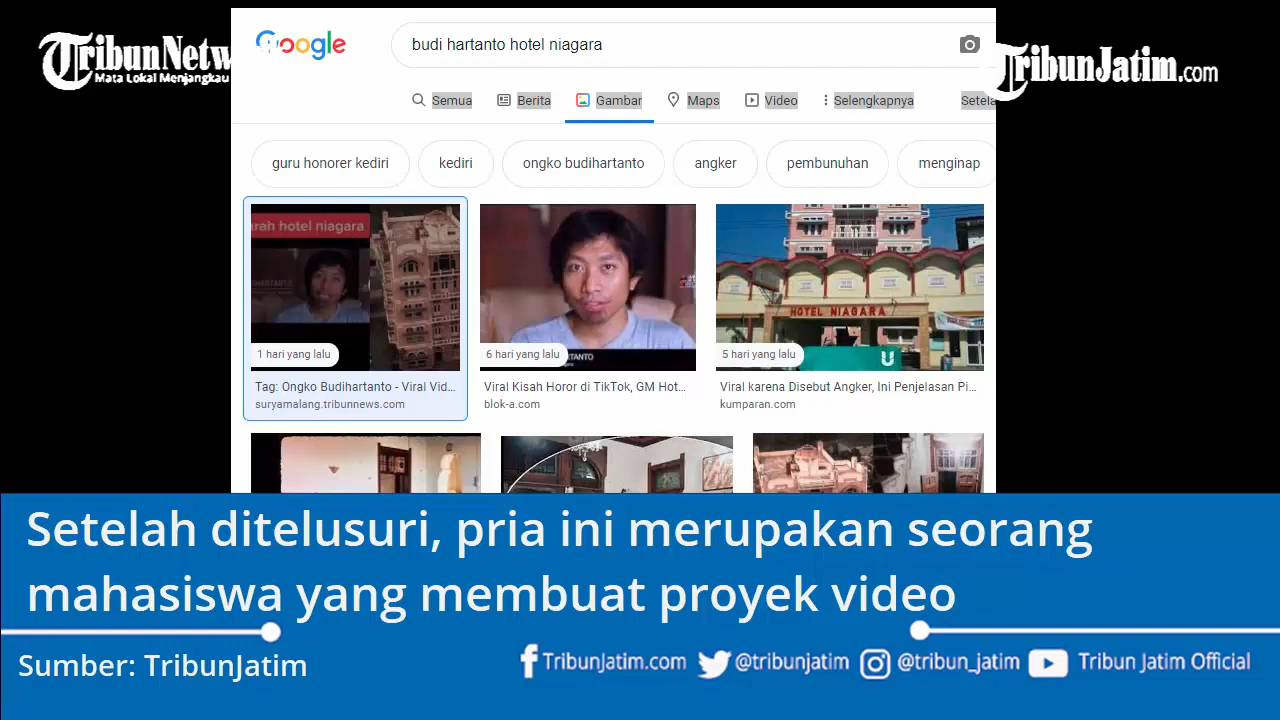 TribunNetw
Mata Lokal Menjangkau
Google
budi hartanto hotel niagara
TribunJatim.com
Semua
Berita
Gambar
Maps
Video
Selengkapnya
Setela
guru honorer kediri
kediri
ongko budihartanto
angker
pembunuhan
menginap
arah hotel niagara
HOTEL NIAGARA
1 hari yang lalu
6 hari yang lalu
5 hari yang lalu
Tag: Ongko Budihartanto - Viral Vid...
Viral Kisah Horor di TikTok, GM Hot...
Viral karena Disebut Angker, Ini Penjelasan Pi...
suryamalang.tribunnews.com
blok-a.com
kumparan.com
Setelah ditelusuri, pria ini merupakan seorang
mahasiswa yang membuat proyek video
Sumber: TribunJatim
TribunJatim.com
@tribunjatim
@tribun_jatim
Tribun Jatim Official